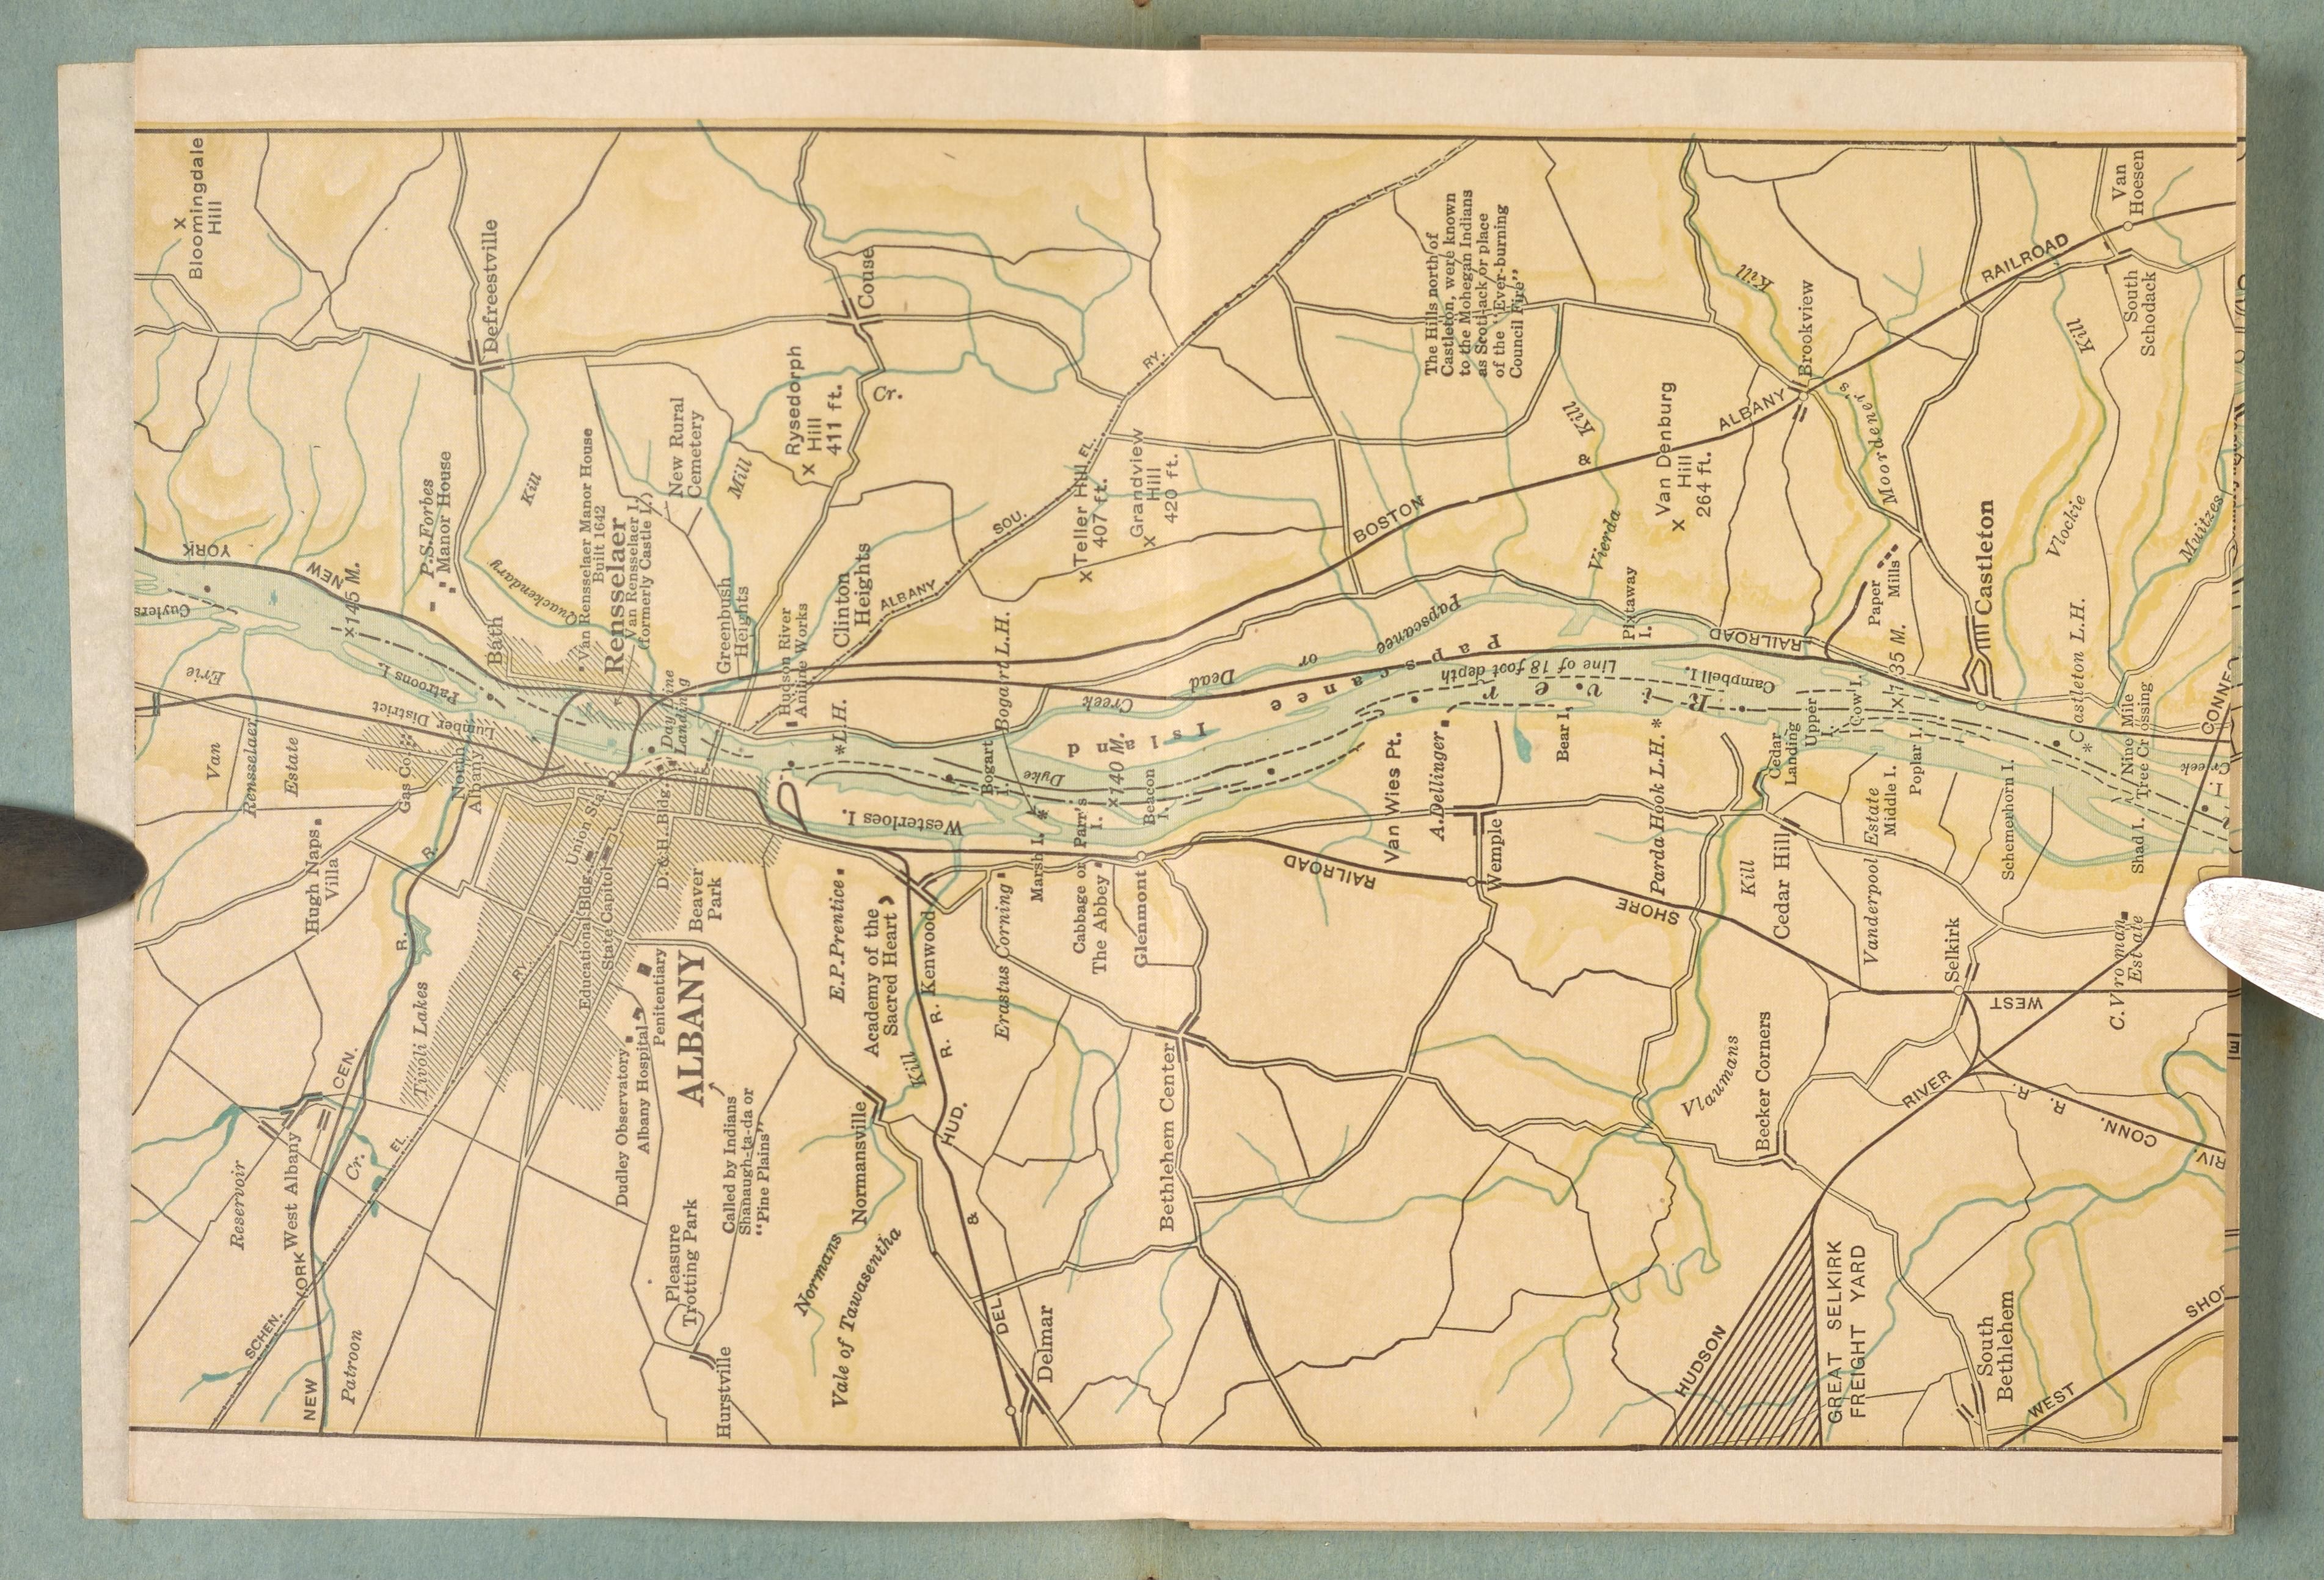 Bloomingdale
Hill
Defreestville
Couse
Cr.
YORK
NEW
×145 M.
Cuylers
P.S.Forbes
Manor House
Kill
Quackendary
Van Rensselaer Manor House
Built 1642
Rensselaer
Van Rensselaer I.
(formerly Castle I.)
New Rural
Cemetery
Mill
Rysedorph
Hill
411 ft.
Greenbush
Heights
Clinton
Heights
Hudson River
Aniline Works
Bath
ALBANY
SOU.
EL.
RY.
Teller Hill
407 ft.
Grandview
Hill
420 ft.
The Hills north of
Castleton, were known
to the Mohegan Indians
as Scoti-jack or place
of the "Ever-burning
Council Fire"
BOSTON
&
ALBANY
RAILROAD
Vierda
Kill
Van Denburg
Hill
264 ft.
Kill
Brookview
Moordener's
Paper
Mills
Castleton
Vlockie
Kill
Muitzes
Van
Hoesen
South
Schodack
Erie
Van
Rensselaer
Estate
Patroons I.
Lumber District
Gas Co.
North
Albany
Day Line
Landing
*L.H.
Bogart L.H.
Bogart
I.
Westerloes I.
Dyke
×140 M.
Creek
Dead
or
Papscanee
Papscanee
Island
Beacon
I.
Marsh I.
Cabbage or Parr's
I.
The Abbey
Glenmont
River
Line of 18 foot depth
Pixtaway
I.
Campbell I.
RAILROAD
×135 M.
Cow I.
Upper
I.
Cedar
Landing
Bear I.
Parda Hook L.H.*
A.Dellinger
Van Wies Pt.
Wemple
RAILROAD
SHORE
WEST
Kill
Cedar Hill
Vanderpool Estate
Middle I.
Poplar I.
Schemerhorn I.
Castleton L.H.
*
Nine Mile
Tree Crossing
Shad I.
Creek
I.
CONNEC
Hugh Naps
Villa
R.
R.
Union Sta.
Educational Bldg.
State Capitol
D.& H. Bldg.
Beaver
Park
Penitentiary
ALBANY
Albany Hospital
Dudley Observatory
Called by Indians
Shanaugh-ta-da or
"Pine Plains"
Tivoli Lakes
RY.
EL.
CEN.
Reservoir
West Albany
Cr.
YORK
SCHEN.
NEW
Patroon
Pleasure
Trotting Park
Hurstville
E.P.Prentice
Academy of the
Sacred Heart
Kenwood
Erastus Corning
R.
R.
HUD.
&
DEL.
Kill
Normansville
Normans
Vale of Tawasentha
Delmar
Bethlehem Center
Vlaumans
Becker Corners
Selkirk
C.Vrooman
Estate
RIVER
HUDSON
R.
R.
CONN.
RIV.
GREAT SELKIRK
FREIGHT YARD
South
Bethlehem
WEST
SHO